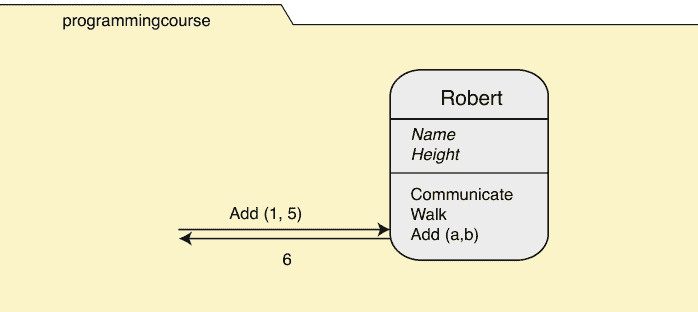 programmingcourse
Robert
Name
Height
Communicate
Walk
Add (a,b)
Add (1, 5)
6